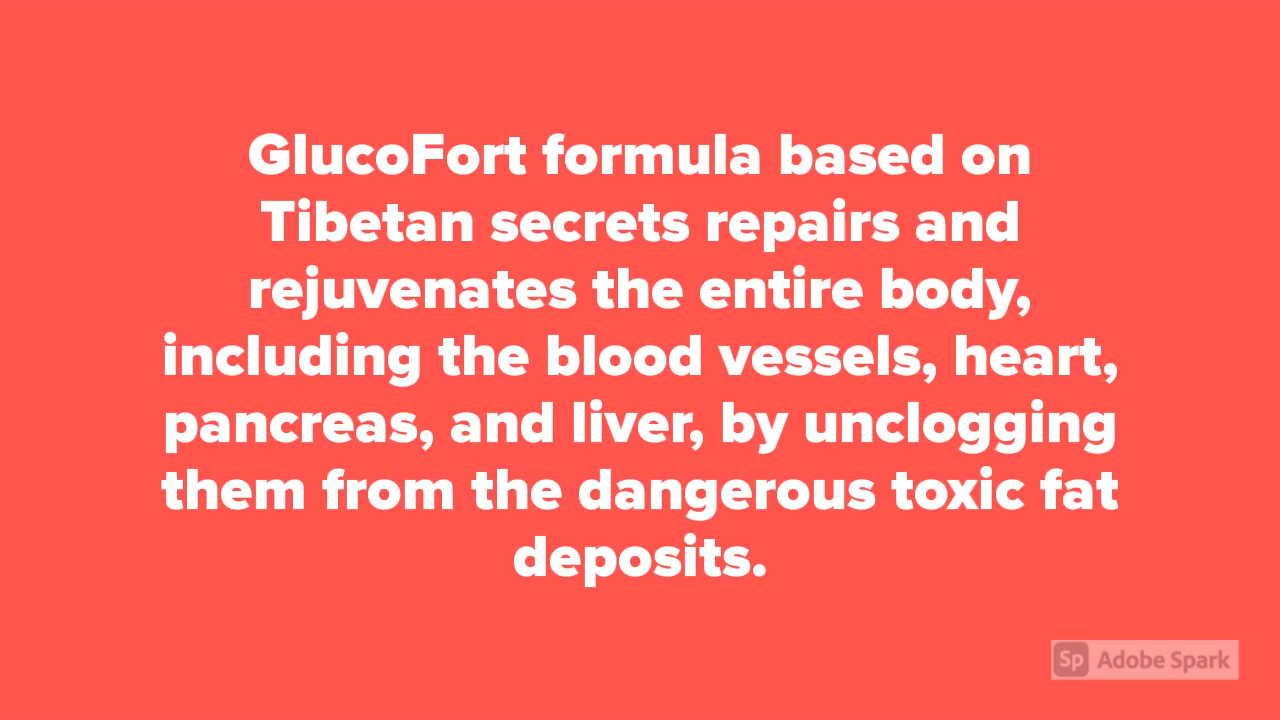 GlucoFort formula based on
Tibetan secrets repairs and
rejuvenates the entire body,
including the blood vessels, heart,
pancreas, and liver, by unclogging
them from the dangerous toxic fat
deposits.
Sp Adobe Spark